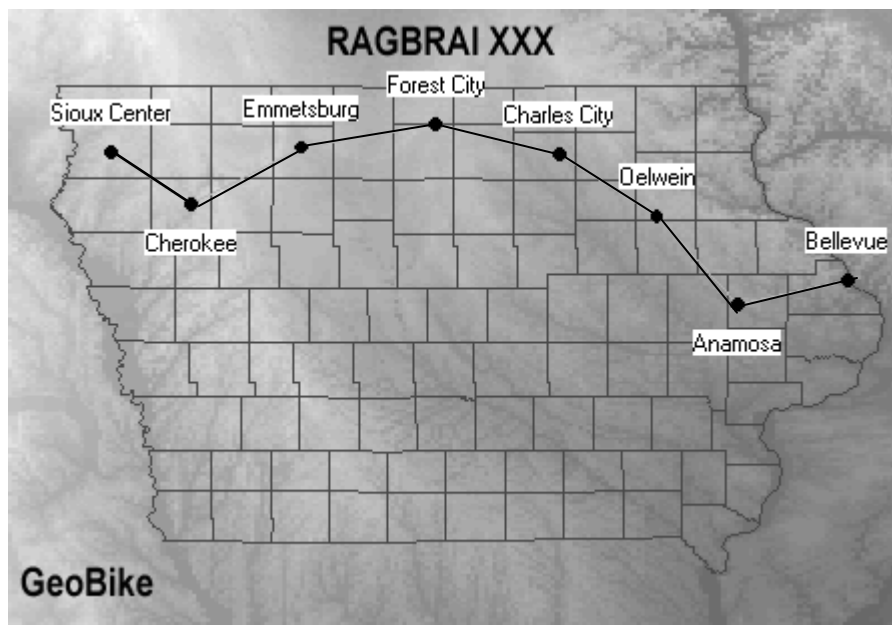 RAGBRAI XXX
Forest City
Sioux Center
Emmetsburg
Charles City
Oelwein
Cherokee
Bellevue
Anamosa
GeoBike